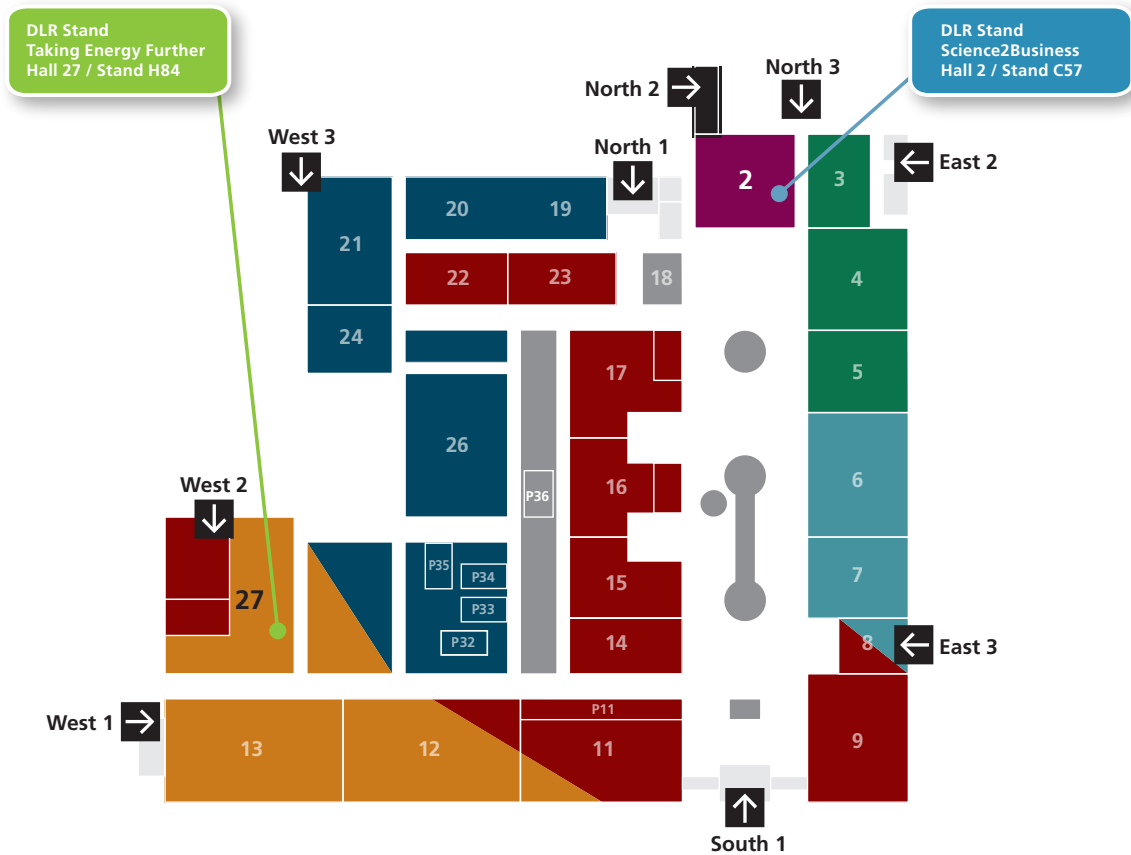 DLR Stand
Taking Energy Further
Hall 27 / Stand H84
DLR Stand
Science2Business
Hall 2 / Stand C57
North 3
North 2
West 3
North 1
East 2
2
3
20
19
21
22
23
18
4
24
17
5
26
6
West 2
16
P36
P35
P34
7
15
27
P33
P32
14
8
East 3
West 1
P11
13
12
11
9
South 1